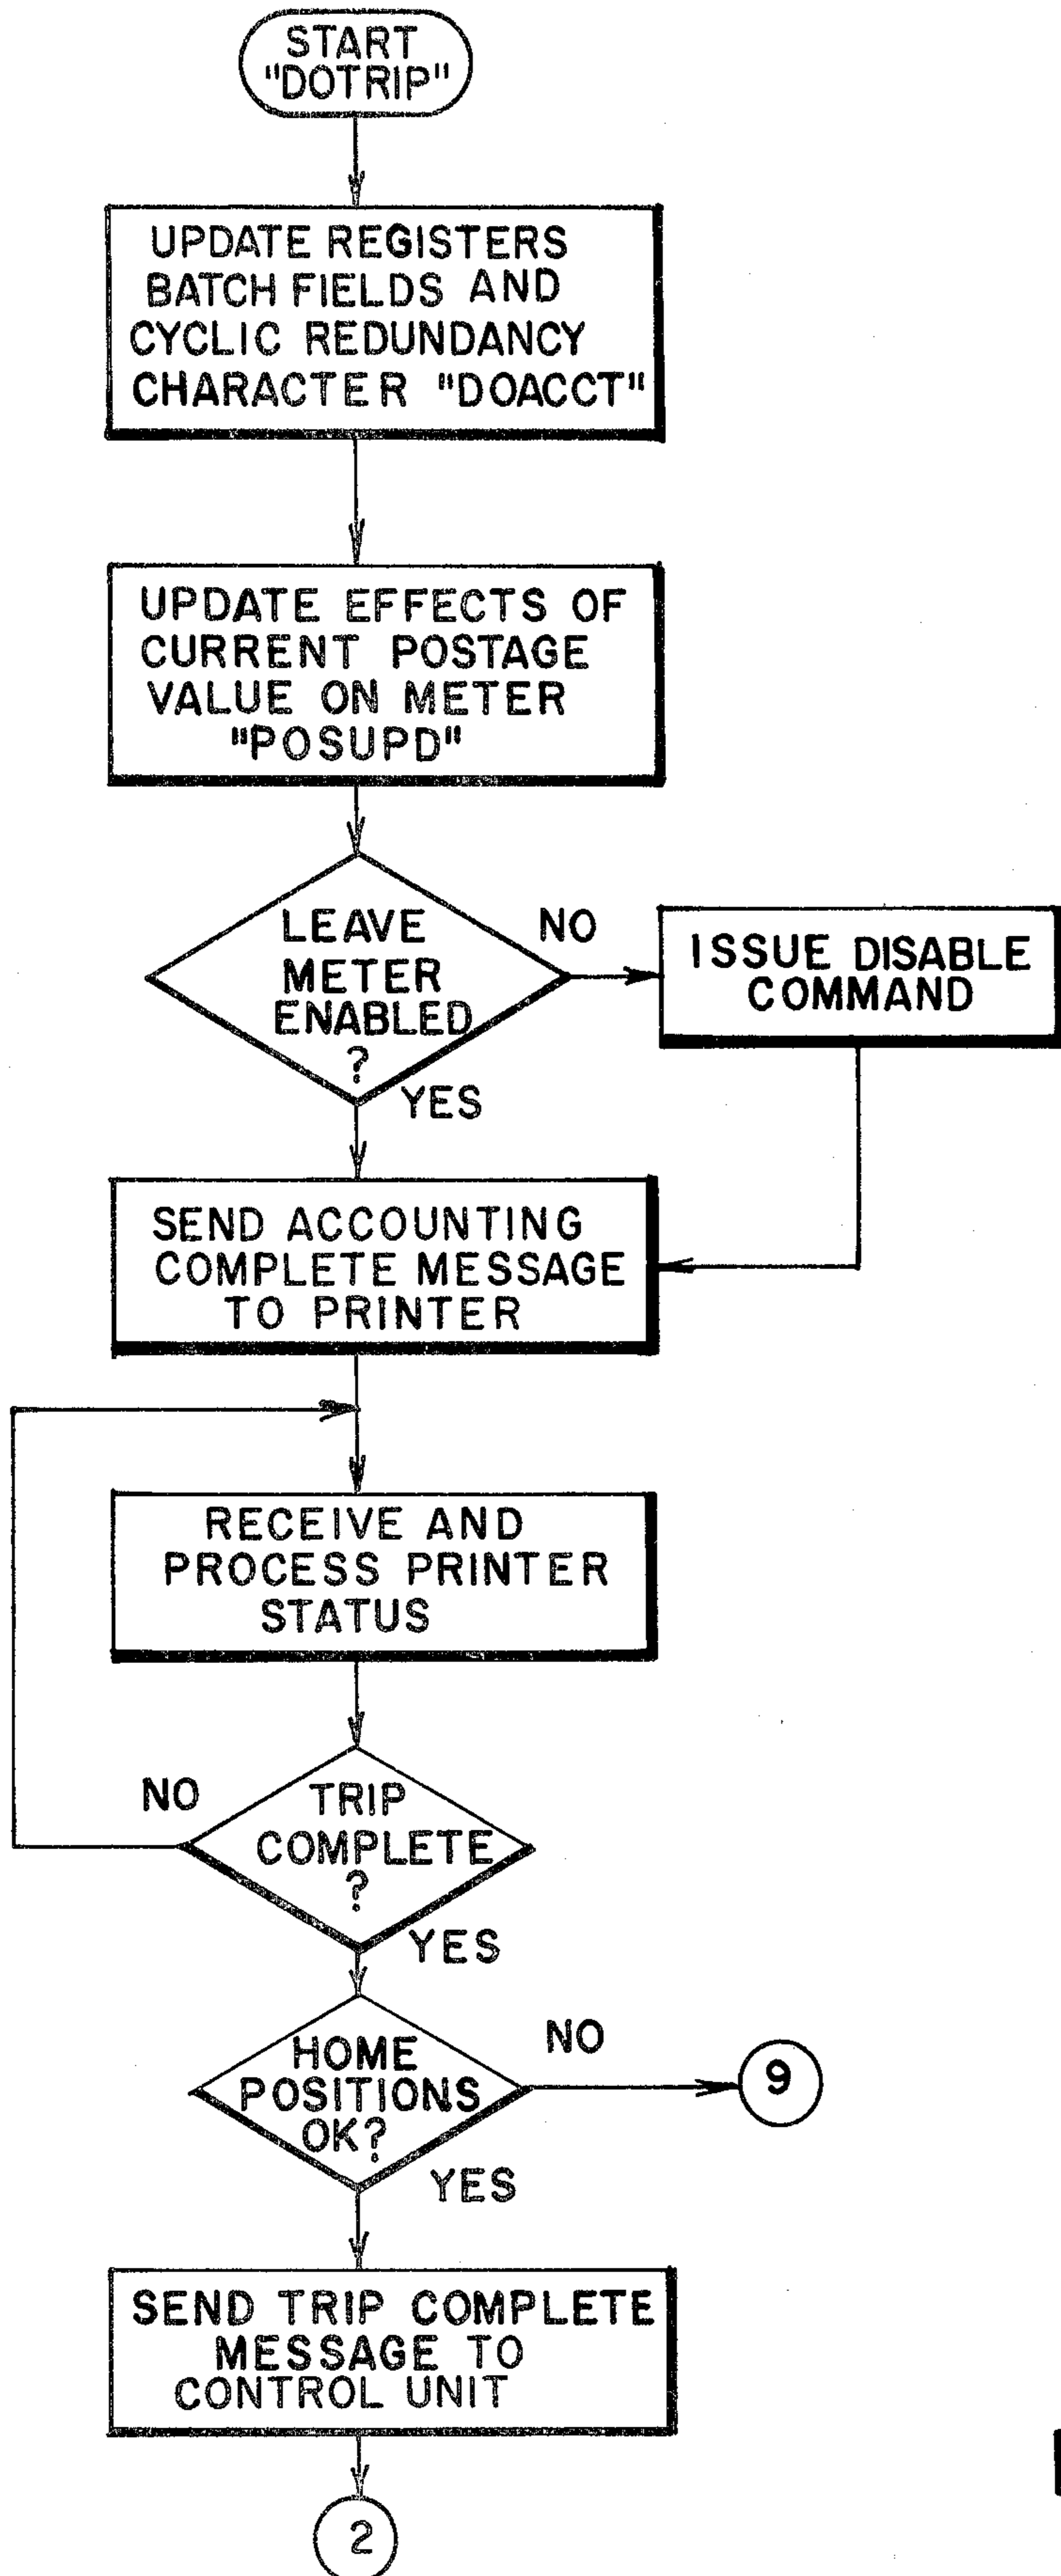 START
"DOTRIP"
UPDATE REGISTERS
BATCH FIELDS AND
CYCLIC REDUNDANCY
CHARACTER "DOACCT"
UPDATE EFFECTS OF
CURRENT POSTAGE
VALUE ON METER
"POSUPD"
LEAVE
METER
ENABLED
?
NO
ISSUE DISABLE
COMMAND
YES
SEND ACCOUNTING
COMPLETE MESSAGE
TO PRINTER
RECEIVE AND
PROCESS PRINTER
STATUS
NO
TRIP
COMPLETE
?
YES
HOME
POSITIONS
OK?
NO
9
YES
SEND TRIP COMPLETE
MESSAGE TO
CONTROL UNIT
2